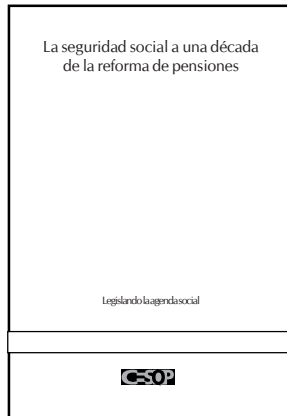 La seguridad social a una década
de la reforma de pensiones
Legislando la agenda social
CESOP